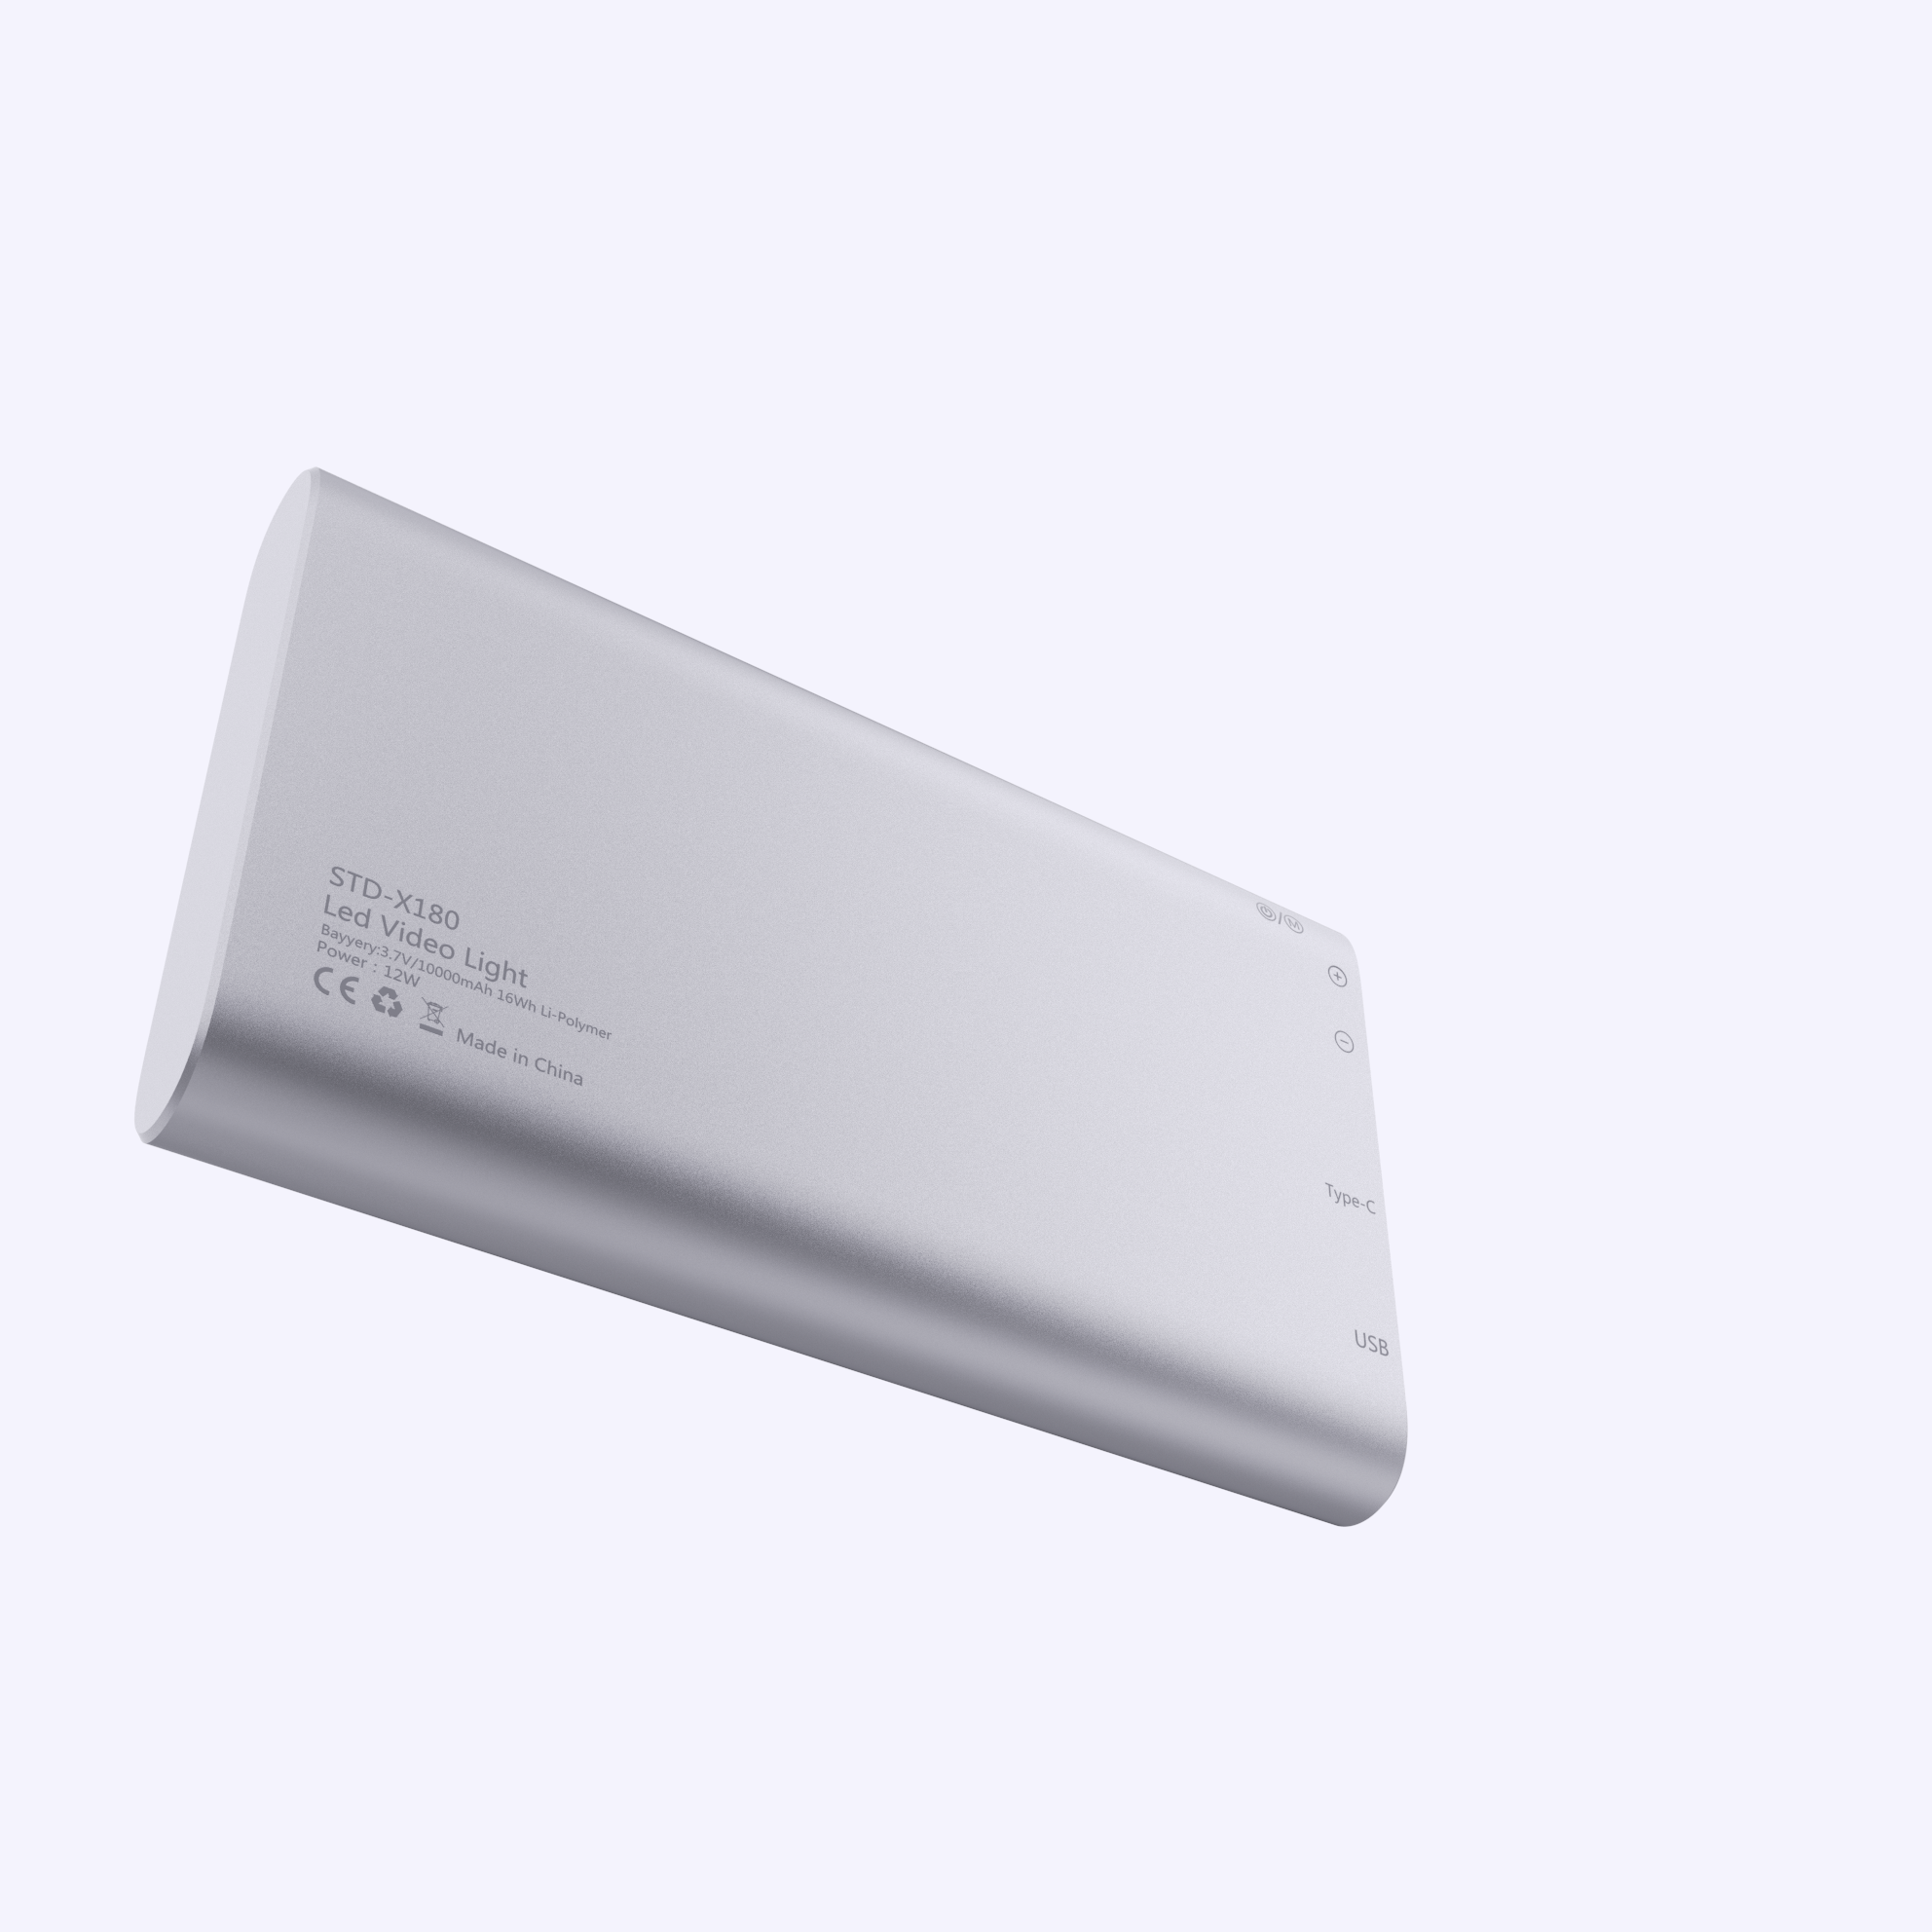 STD-X180
Led Video Light
Bayyery:3.7V/10000mAh 16Wh Li-Polymer
Power : 12W
CE Made in China
⏻/M
+
−
Type-C
USB